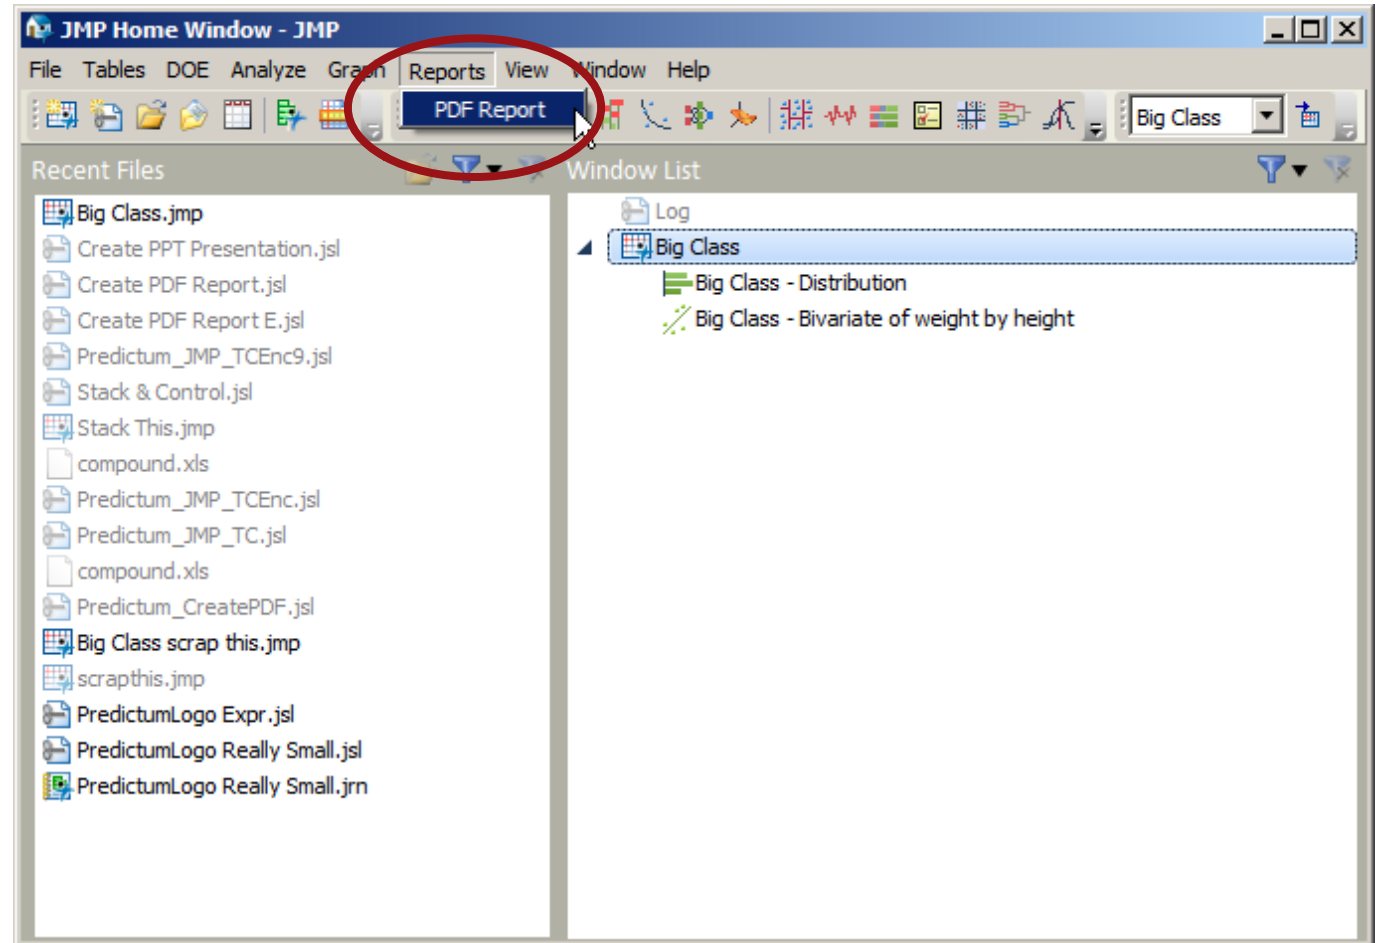 JMP Home Window - JMP
File Tables DOE Analyze Graph Reports View Window Help
PDF Report
Big Class
Recent Files
Big Class.jmp
Create PPT Presentation.jsl
Create PDF Report.jsl
Create PDF Report E.jsl
Predictum_JMP_TCEnc9.jsl
Stack & Control.jsl
Stack This.jmp
compound.xls
Predictum_JMP_TCEnc.jsl
Predictum_JMP_TC.jsl
compound.xls
Predictum_CreatePDF.jsl
Big Class scrap this.jmp
scrapthis.jmp
PredictumLogo Expr.jsl
PredictumLogo Really Small.jsl
PredictumLogo Really Small.jrn
Window List
Log
Big Class
Big Class - Distribution
Big Class - Bivariate of weight by height